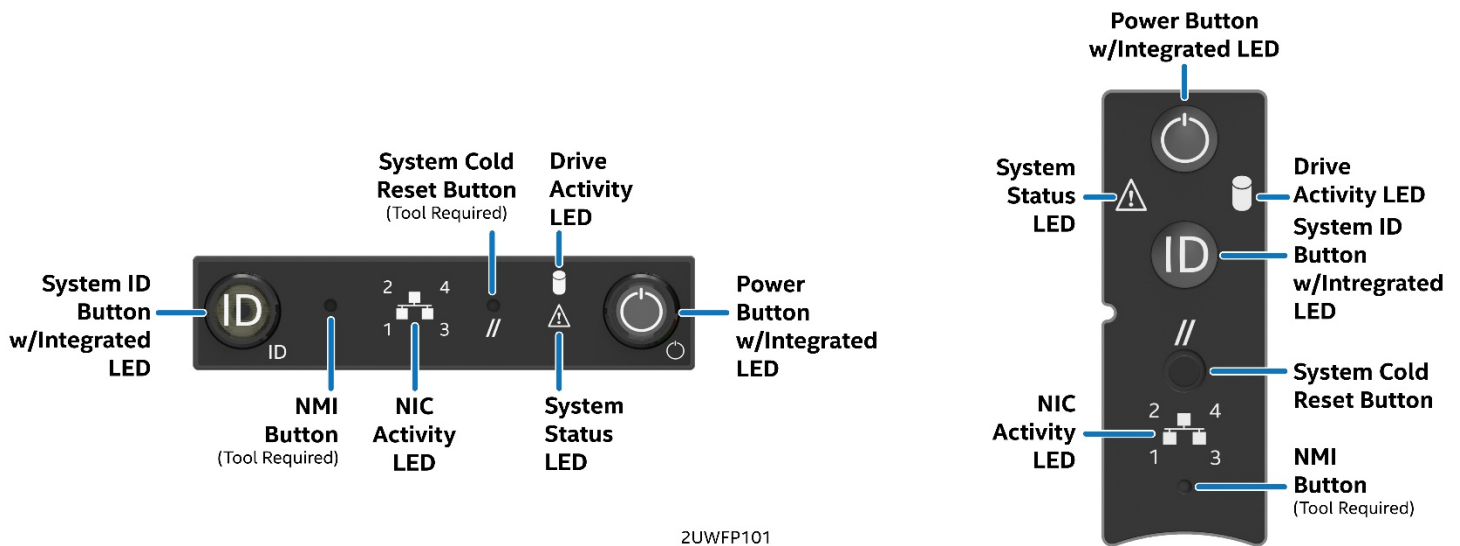 System Cold
Reset Button
(Tool Required)
Drive
Activity
LED
System ID
Button
w/Integrated
LED
ID
ID
2 4
1 3
//
Power
Button
w/Integrated
LED
NMI
Button
(Tool Required)
NIC
Activity
LED
System
Status
LED
2UWFP101
Power Button
w/Integrated LED
System
Status
LED
Drive
Activity LED
ID
System ID
Button
w/Intregrated
LED
//
System Cold
Reset Button
NIC
Activity
LED
2 4
1 3
NMI
Button
(Tool Required)